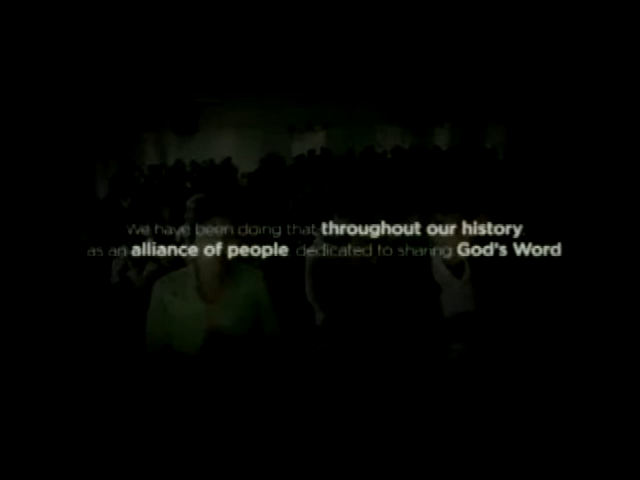 We have been doing that throughout our history
as an alliance of people dedicated to sharing God's Word